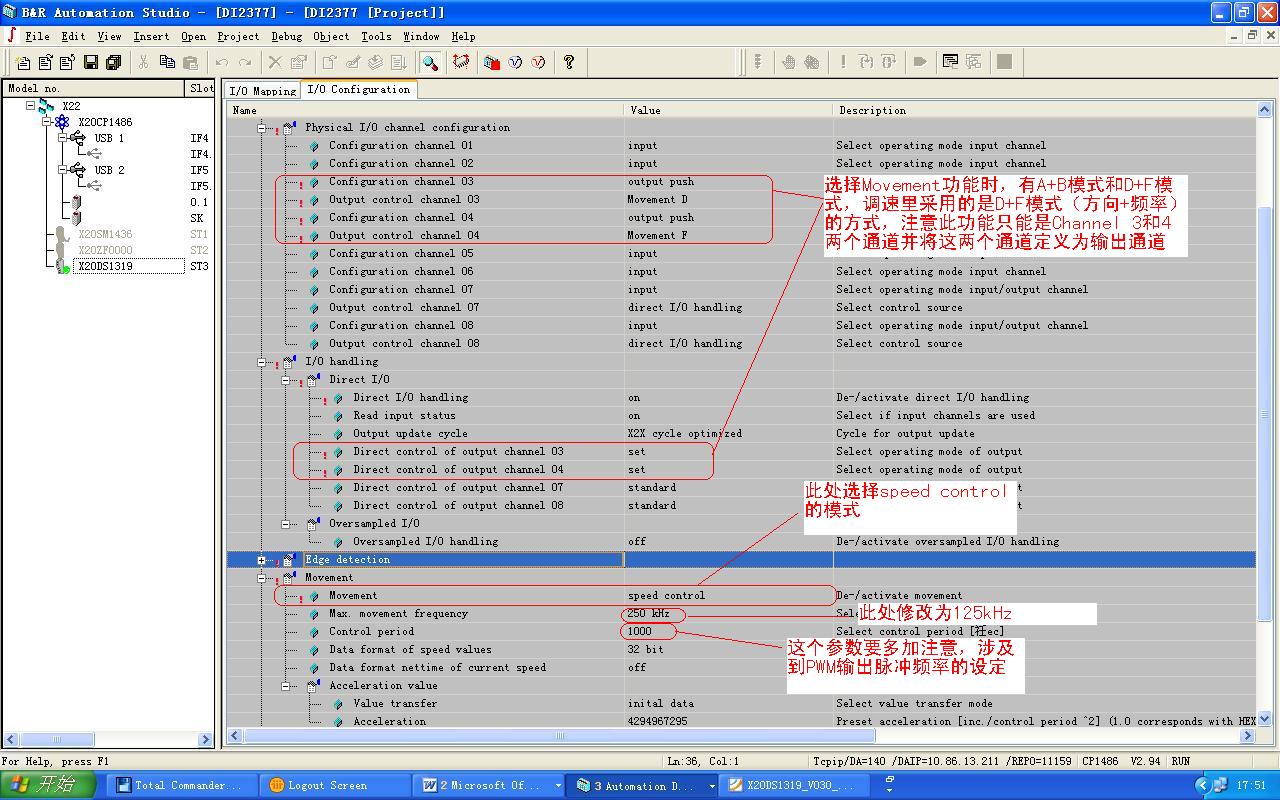 B&R Automation Studio - [DI2377] - [DI2377 [Project]]
File Edit View Insert Open Project Debug Object Tools Window Help
Model no. Slot
X22
X20CP1486
USB 1 IF4
IF4.
USB 2 IF5
IF5.
0.1
SK
X20SM1436 ST1
X20ZF0000 ST2
X20DS1319 ST3
I/O Mapping I/O Configuration
Name Value Description
Physical I/O channel configuration
Configuration channel 01 input Select operating mode input channel
Configuration channel 02 input Select operating mode input channel
Configuration channel 03 output push
Output control channel 03 Movement D
Configuration channel 04 output push
Output control channel 04 Movement F
选择Movement功能时，有A+B模式和D+F模
式，调速里采用的是D+F模式（方向+频率）
的方式，注意此功能只能是Channel 3和4
两个通道并将这两个通道定义为输出通道
Configuration channel 05 input
Configuration channel 06 input Select operating mode input channel
Configuration channel 07 input Select operating mode input/output channel
Output control channel 07 direct I/O handling Select control source
Configuration channel 08 input Select operating mode input/output channel
Output control channel 08 direct I/O handling Select control source
I/O handling
Direct I/O
Direct I/O handling on De-/activate direct I/O handling
Read input status on Select if input channels are used
Output update cycle X2X cycle optimized Cycle for output update
Direct control of output channel 03 set Select operating mode of output
Direct control of output channel 04 set Select operating mode of output
Direct control of output channel 07 standard
Direct control of output channel 08 standard
此处选择speed control
的模式
Oversampled I/O
Oversampled I/O handling off De-/activate oversampled I/O handling
Edge detection
Movement
Movement speed control De-/activate movement
Max. movement frequency 250 kHz
此处修改为125kHz
Control period 1000 Select control period [祍ec]
Data format of speed values 32 bit
Data format nettime of current speed off
这个参数要多加注意，涉及
到PWM输出脉冲频率的设定
Acceleration value
Value transfer inital data Select value transfer mode
Acceleration 4294967295 Preset acceleration [inc./control period ^2] (1.0 corresponds with HEX
For Help, press F1 Ln:36, Col:1 Tcpip/DA=140 /DAIP=10.86.13.211 /REPO=11159 CP1486 V2.94 RUN
开始 Total Commander... Logout Screen 2 Microsoft Of... 3 Automation D... X20DS1319_V030_... 17:51